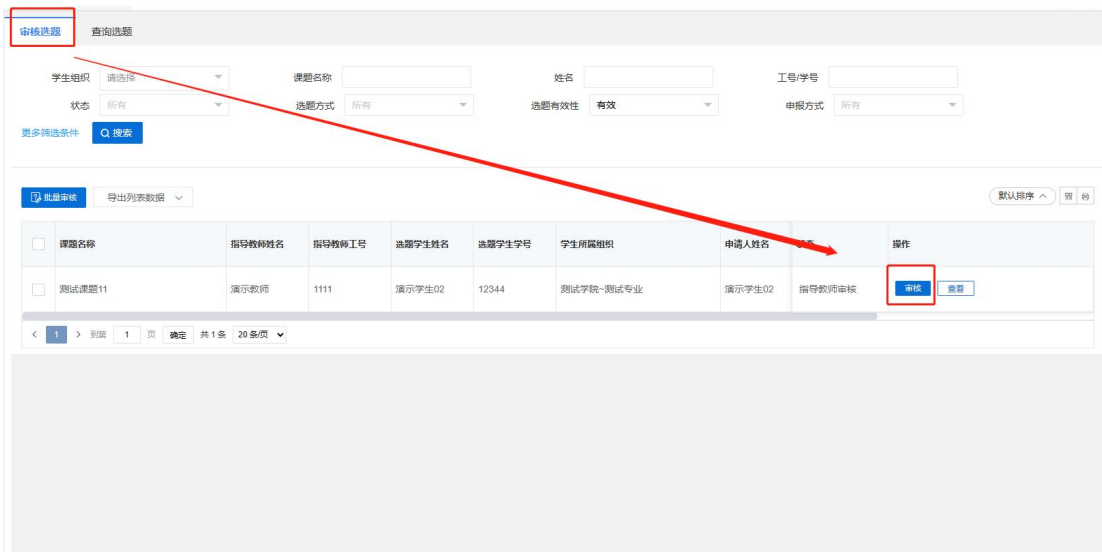 审核选题 查询选题
学生组织 请选择 课题名称 姓名 工号/学号
状态 所有 选题方式 所有 选题有效性 有效 申报方式 所有
更多筛选条件 搜索
批量审核 导出列表数据 默认排序
课题名称 指导教师姓名 指导教师工号 选题学生姓名 选题学生学号 学生所属组织 申请人姓名 操作
测试课题11 演示教师 1111 演示学生02 12344 测试学院~测试专业 演示学生02 指导教师审核 审核 查看
1 到第 1 页 确定 共 1 条 20 条/页